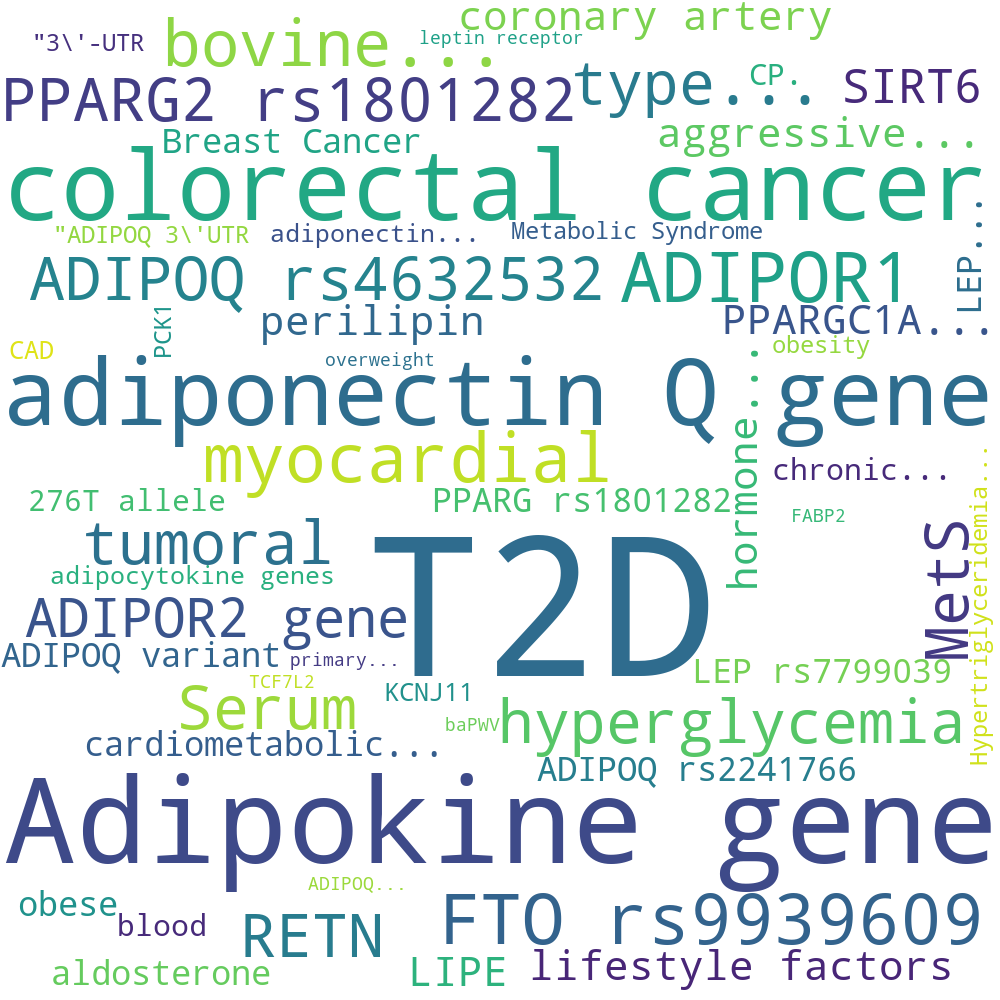 coronary artery
"3\'-UTR
bovine...
leptin receptor
PPARG2 rs1801282
type...
CP.
SIRT6
Breast Cancer
aggressive...
colorectal cancer
"ADIPOQ 3\'UTR
adiponectin...
Metabolic Syndrome
LEP...
ADIPOQ rs4632532
ADIPOR1
PCK1
perilipin
PPARGC1A...
CAD
overweight
obesity
adiponectin Q gene
hormone...
myocardial
chronic...
276T allele
PPARG rs1801282
FABP2
Hypertriglyceridemia...
tumoral
T2D
MetS
adipocytokine genes
ADIPOR2 gene
ADIPOQ variant
primary...
LEP rs7799039
TCF7L2
KCNJ11
Serum
baPWV
hyperglycemia
cardiometabolic...
ADIPOQ rs2241766
Adipokine gene
ADIPOQ...
obese
blood
RETN
FTO rs9939609
aldosterone
LIPE
lifestyle factors